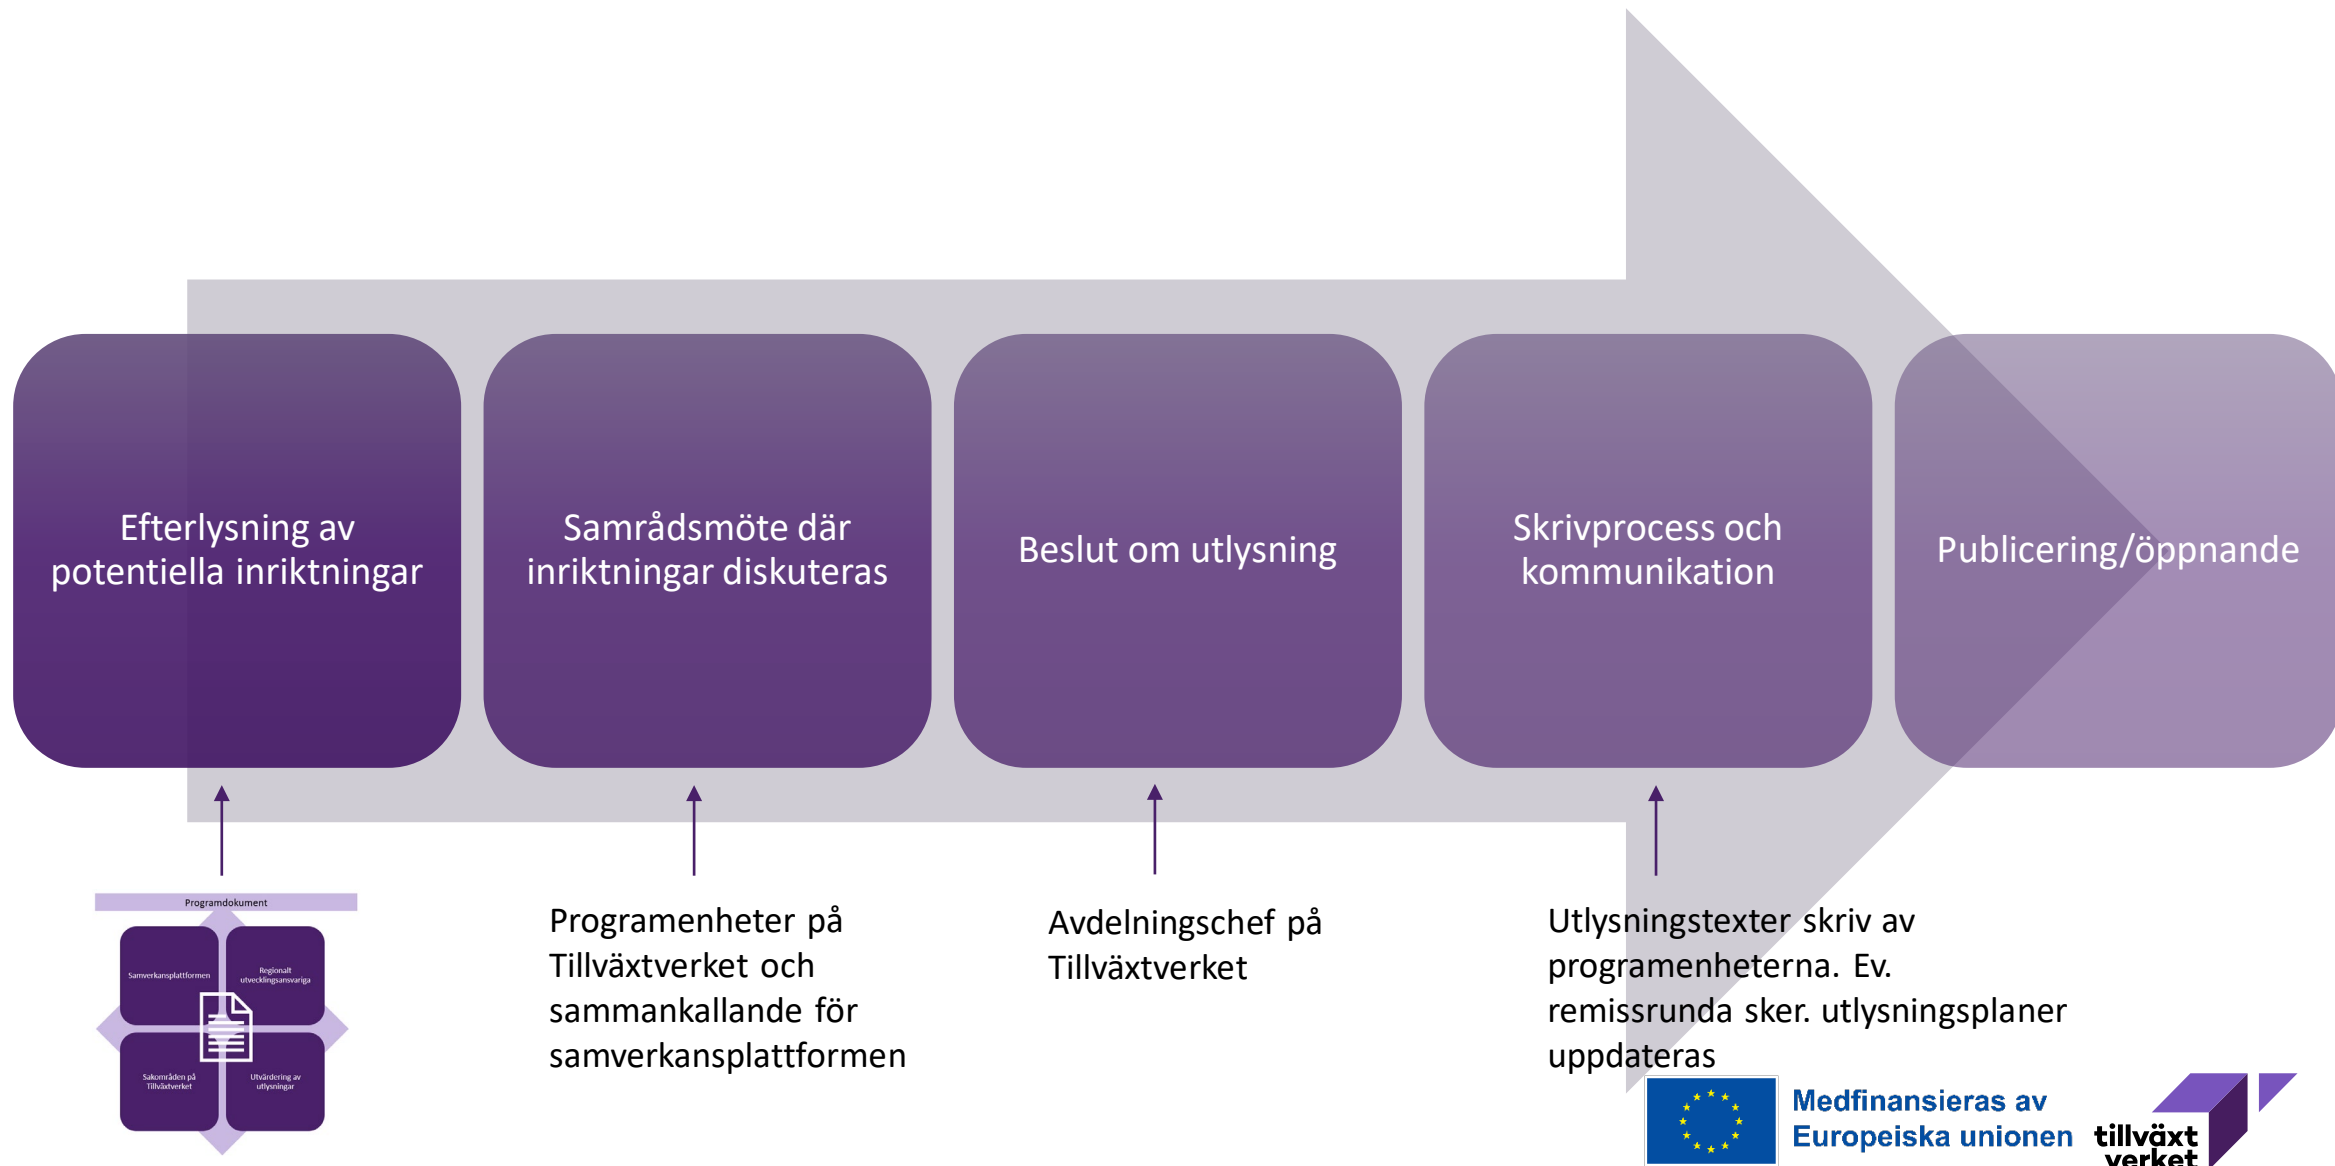 Efterlysning av
potentiella inriktningar
Samrådsmöte där
inriktningar diskuteras
Beslut om utlysning
Skrivprocess och
kommunikation
Publicering/öppnande
Programdokument
Samverkansplattformen
Regionalt
utvecklingsansvariga
Sakområden på
Tillväxtverket
Utvärdering av
utlysningar
Programenheter på
Tillväxtverket och
sammankallande för
samverkansplattformen
Avdelningschef på
Tillväxtverket
Utlysningstexter skriv av
programenheterna. Ev.
remissrunda sker. utlysningsplaner
uppdateras
Medfinansieras av
Europeiska unionen
tillväxt
verket